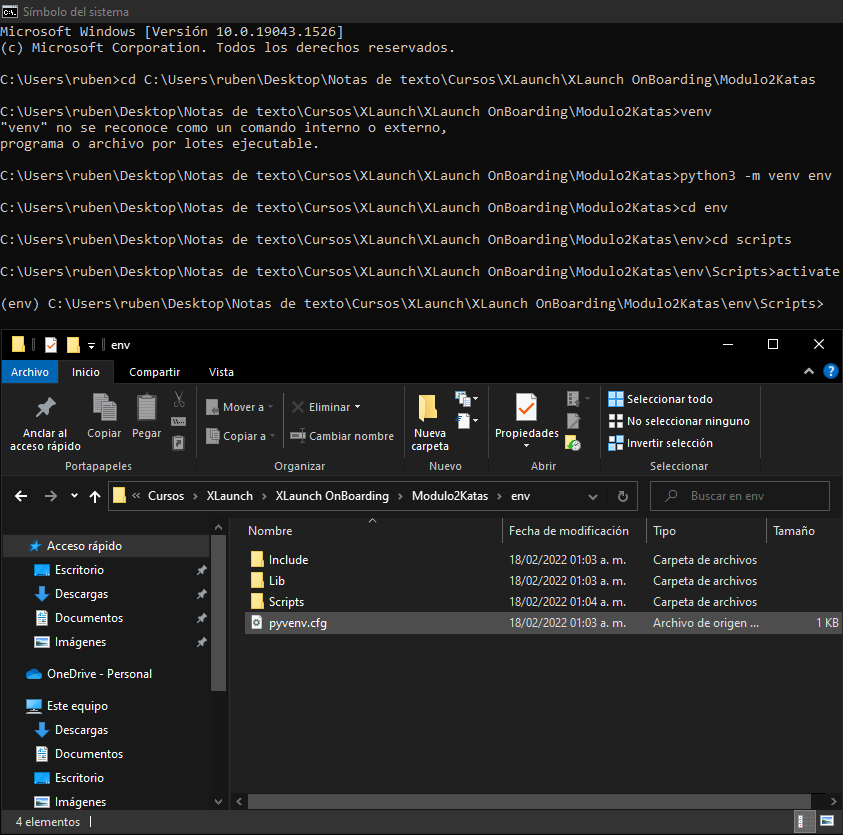 Símbolo del sistema
Microsoft Windows [Versión 10.0.19043.1526]
(c) Microsoft Corporation. Todos los derechos reservados.
C:\Users\ruben>cd C:\Users\ruben\Desktop\Notas de texto\Cursos\XLaunch\XLaunch OnBoarding\Modulo2Katas
C:\Users\ruben\Desktop\Notas de texto\Cursos\XLaunch\XLaunch OnBoarding\Modulo2Katas>venv
"venv" no se reconoce como un comando interno o externo,
programa o archivo por lotes ejecutable.
C:\Users\ruben\Desktop\Notas de texto\Cursos\XLaunch\XLaunch OnBoarding\Modulo2Katas>python3 -m venv env
C:\Users\ruben\Desktop\Notas de texto\Cursos\XLaunch\XLaunch OnBoarding\Modulo2Katas>cd env
C:\Users\ruben\Desktop\Notas de texto\Cursos\XLaunch\XLaunch OnBoarding\Modulo2Katas\env>cd scripts
C:\Users\ruben\Desktop\Notas de texto\Cursos\XLaunch\XLaunch OnBoarding\Modulo2Katas\env\Scripts>activate
(env) C:\Users\ruben\Desktop\Notas de texto\Cursos\XLaunch\XLaunch OnBoarding\Modulo2Katas\env\Scripts>
env
Archivo Inicio Compartir Vista
Anclar al acceso rápido
Copiar
Pegar
Portapapeles
Mover a
Copiar a
Eliminar
Cambiar nombre
Organizar
Nueva carpeta
Nuevo
Propiedades
Abrir
Seleccionar todo
No seleccionar ninguno
Invertir selección
Seleccionar
« Cursos > XLaunch > XLaunch OnBoarding > Modulo2Katas > env
Buscar en env
Acceso rápido
Escritorio
Descargas
Documentos
Imágenes
OneDrive - Personal
Este equipo
Descargas
Documentos
Escritorio
Imágenes
Nombre Fecha de modificación Tipo Tamaño
Include 18/02/2022 01:03 a. m. Carpeta de archivos
Lib 18/02/2022 01:03 a. m. Carpeta de archivos
Scripts 18/02/2022 01:04 a. m. Carpeta de archivos
pyvenv.cfg 18/02/2022 01:03 a. m. Archivo de origen ... 1 KB
4 elementos